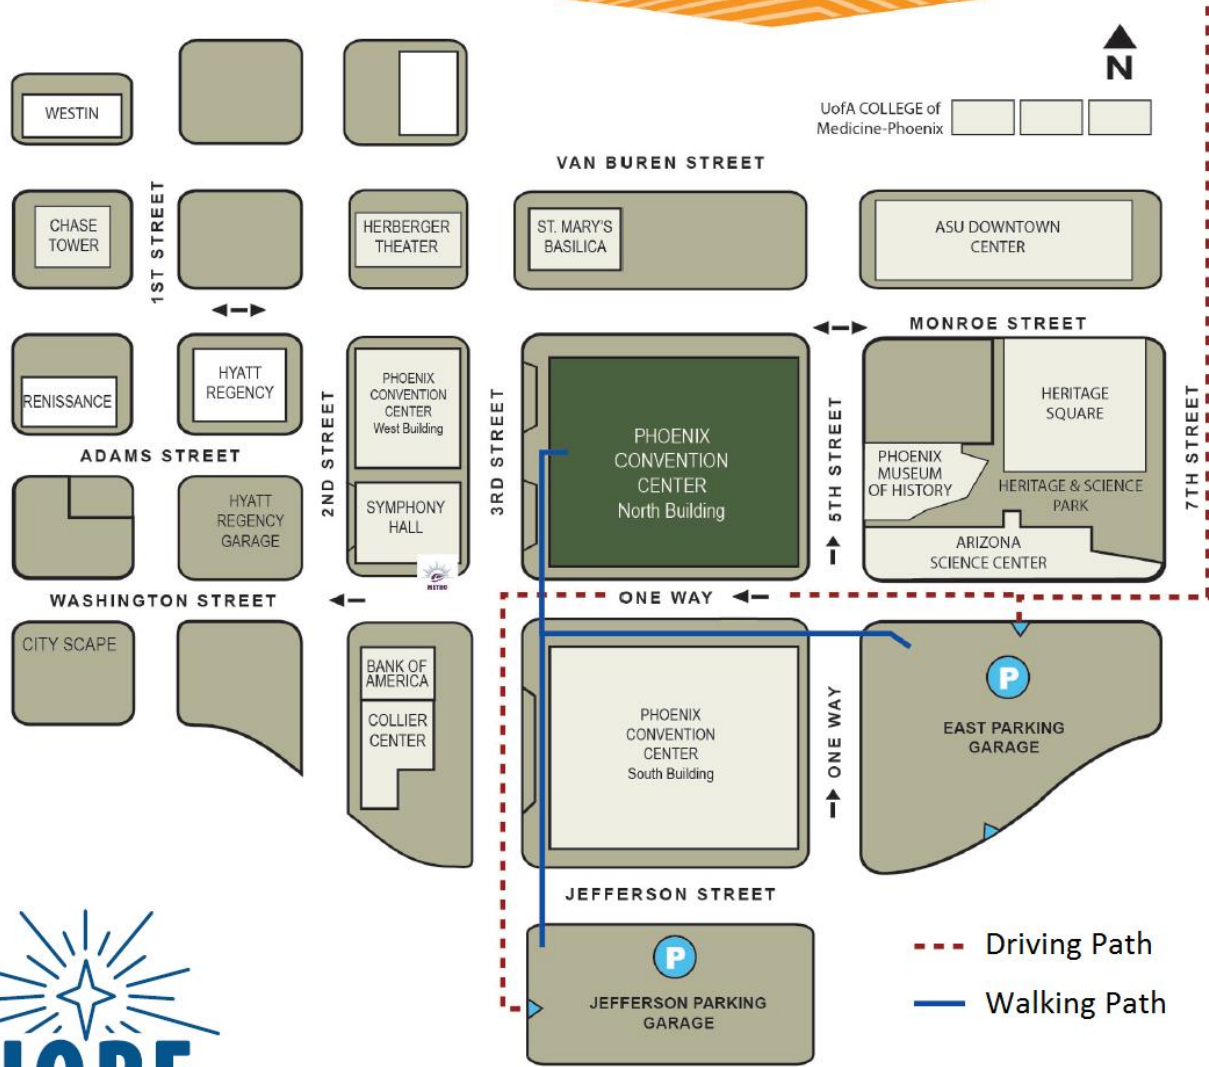 N
WESTIN
UofA COLLEGE of
Medicine-Phoenix
VAN BUREN STREET
CHASE
TOWER
1ST STREET
HERBERGER
THEATER
ST. MARY'S
BASILICA
ASU DOWNTOWN
CENTER
MONROE STREET
RENISSANCE
HYATT
REGENCY
2ND STREET
PHOENIX
CONVENTION
CENTER
West Building
3RD STREET
PHOENIX
CONVENTION
CENTER
North Building
5TH STREET
HERITAGE
SQUARE
7TH STREET
ADAMS STREET
PHOENIX
MUSEUM
OF HISTORY
HERITAGE & SCIENCE
PARK
HYATT
REGENCY
GARAGE
SYMPHONY
HALL
ARIZONA
SCIENCE CENTER
METRO
WASHINGTON STREET
ONE WAY
CITY SCAPE
BANK OF
AMERICA
COLLIER
CENTER
PHOENIX
CONVENTION
CENTER
South Building
ONE WAY
P
EAST PARKING
GARAGE
JEFFERSON STREET
P
JEFFERSON PARKING
GARAGE
Driving Path
Walking Path